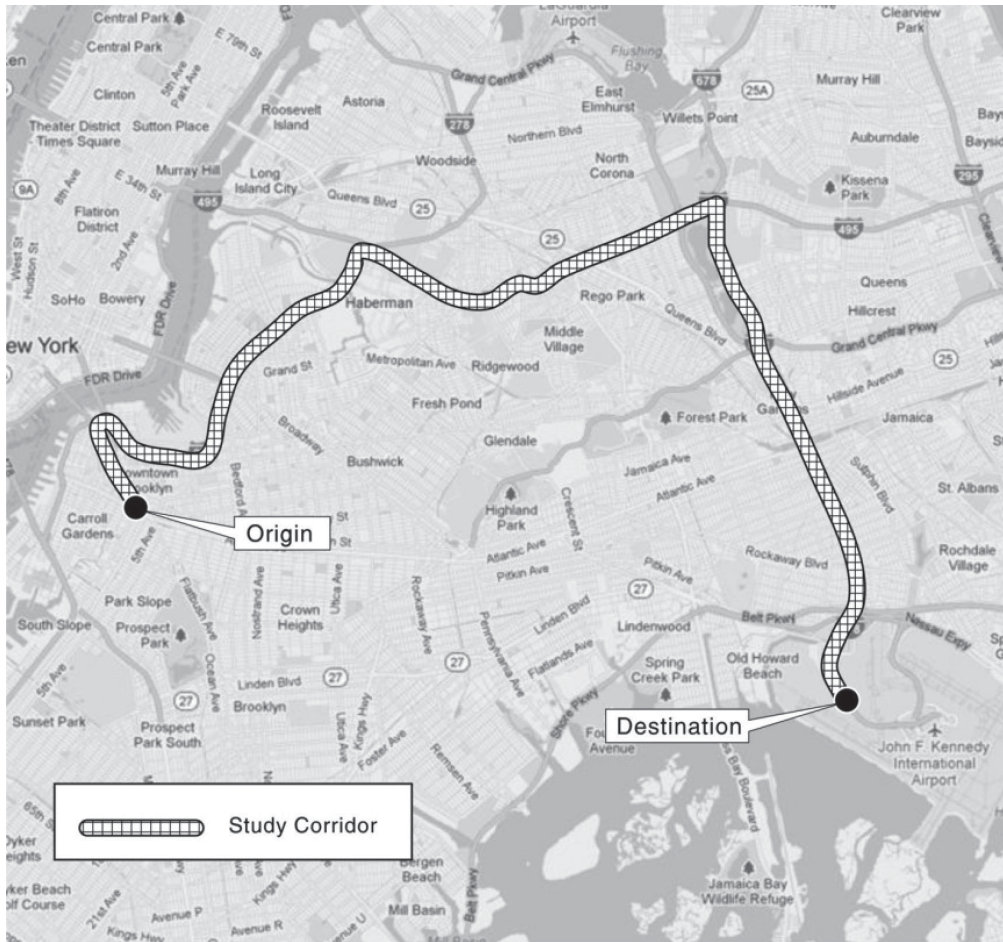 LaGuardia
Airport
Central Park
Central Park
E 79th St
5th Ave
Park Ave
Clinton
Theater District
Times Square
Sutton Place
Roosevelt
Island
Astoria
Grand Central Pkwy
Flushing
Bay
678
25A
Clearview
Park
Murray Hill
East
Elmhurst
Willets Point
278
Northern Blvd
Auburndale
Bayside
Murray Hill
Woodside
North
Corona
9A
8th Ave
E 34th St
Long
Island City
495
Queens Blvd
25
Kissena
Park
295
Flatiron
District
2nd Ave
West St
Hudson St
25
495
SoHo
Bowery
FDR Drive
Haberman
Rego Park
Queens
Hillcrest
Queens Blvd
Middle
Village
Grand Central Pkwy
ew York
FDR Drive
Grand St
Metropolitan Ave
Ridgewood
25
Hillside Avenue
Fresh Pond
Forest Park
Jamaica
Broadway
Glendale
Bushwick
Jamaica Ave
Atlantic Ave
Sutphin Blvd
St. Albans
owntown
ooklyn
Bedford A
Highland
Park
Crescent St
Carroll
Gardens
Origin
5th Ave
Atlantic Ave
Pitkin Ave
Pitkin Ave
Rockaway Blvd
Rochdale
Village
Park Slope
Flatbush Ave
Nostrand Ave
Utica Ave
Crown
Heights
Rockaway Ave
Pennsylvania Ave
Linden Blvd
27
Lindenwood
Belt Pkwy
Nassau Expy
South Slope
Prospect
Park
Ocean Ave
Flatlands Ave
27
27
Linden Blvd
27
Spring
Creek Park
Old Howard
Beach
5th Ave
Brooklyn
Shore Pkwy
Sunset Park
Prospect
Park South
Utica Ave
Kings Hwy
Foster Ave
Remsen Ave
Destination
Avenue
John F. Kennedy
International
Airport
Study Corridor
65th St
Bergen
Beach
Belt Pkwy
21st Ave
Kings Hwy
Avenue P
Avenue R
Avenue U
Kings Hwy
Mill Basin
Mill Basin
Jamaica Bay
Wildlife Refuge